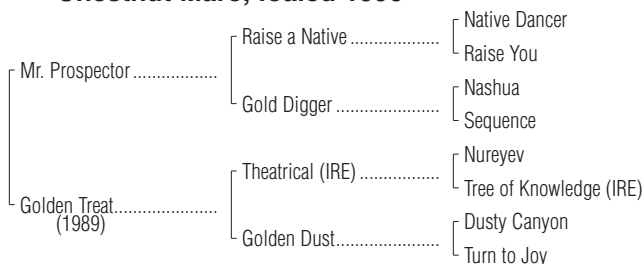 Chestnut Mare; foaled
Native Dancer
Raise a Native ...................
Raise You
Mr. Prospector ..................
Nashua
Gold Digger ......................
Sequence
Nureyev
Theatrical (IRE) .................
Tree of Knowledge (IRE)
Golden Treat......................
(1989)
Dusty Canyon
Golden Dust......................
Turn to Joy